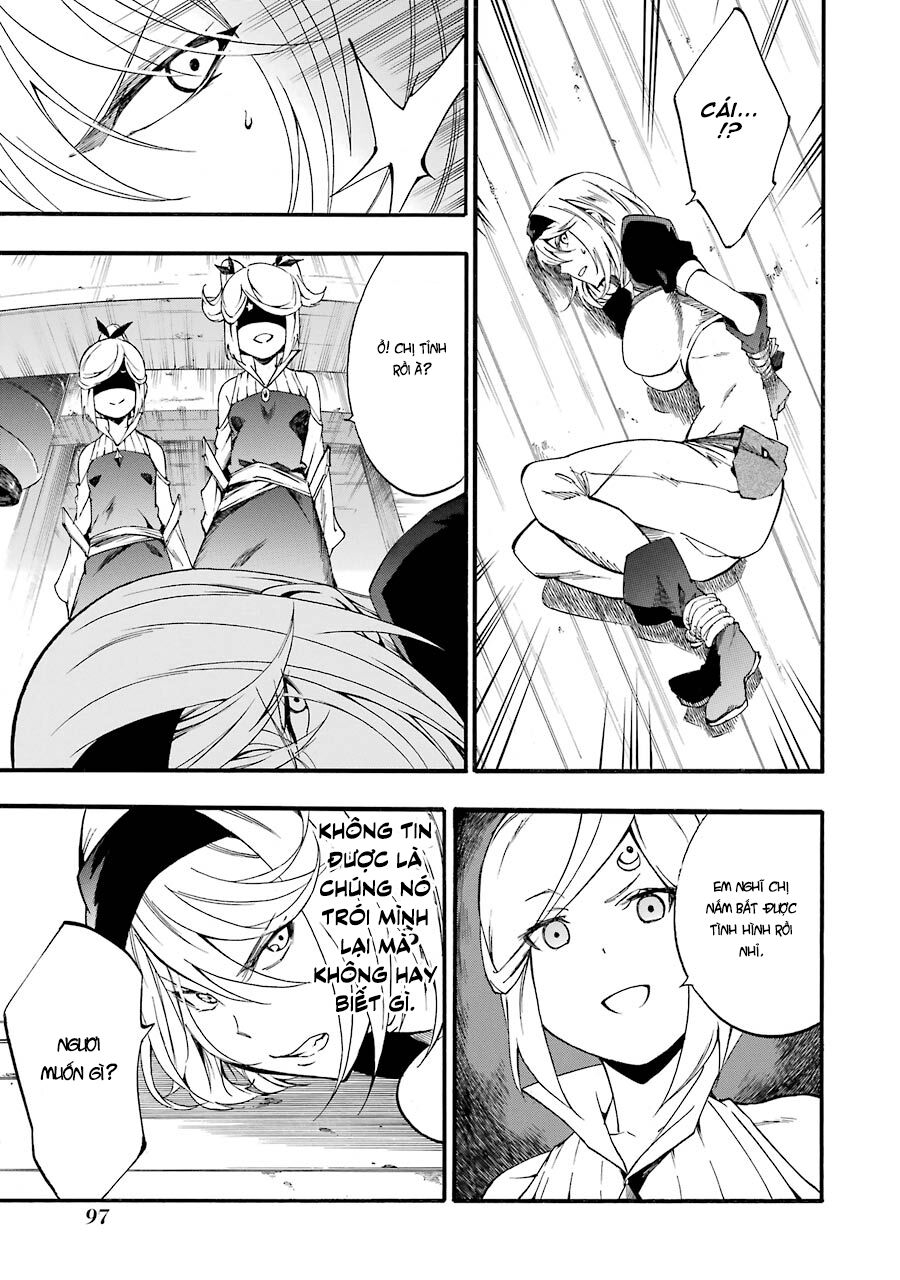 CÁI...
!?
Ồ! CHỊ TỈNH
RỒI À?
EM NGHĨ CHỊ
NẮM BẮT ĐƯỢC
TÌNH HÌNH RỒI
NHỈ.
KHÔNG TIN
ĐƯỢC LÀ
CHÚNG NÓ
TRÓI MÌNH
LẠI MÀ
KHÔNG HAY
BIẾT GÌ.
NGƯƠI
MUỐN GÌ?
97